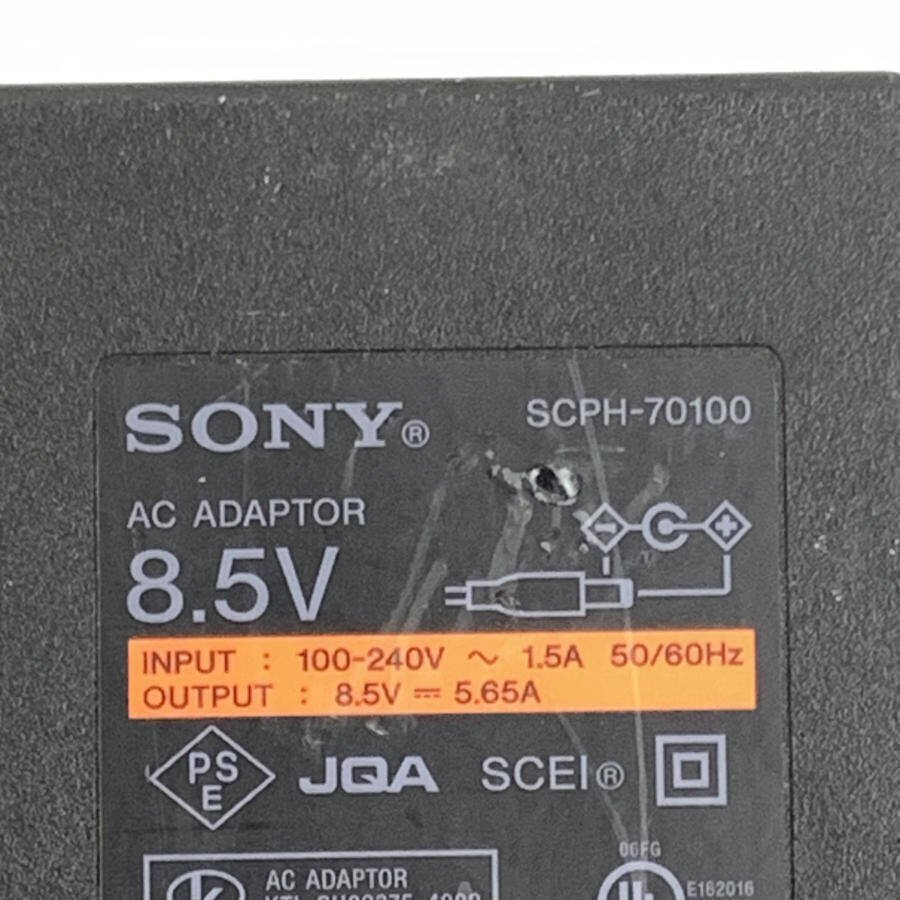 SONY® SCPH-70100
AC ADAPTOR
8.5V
INPUT : 100-240V ~ 1.5A 50/60Hz
OUTPUT : 8.5V ⎓ 5.65A
PSE JQA SCEI®
06FG
AC ADAPTOR
E162016